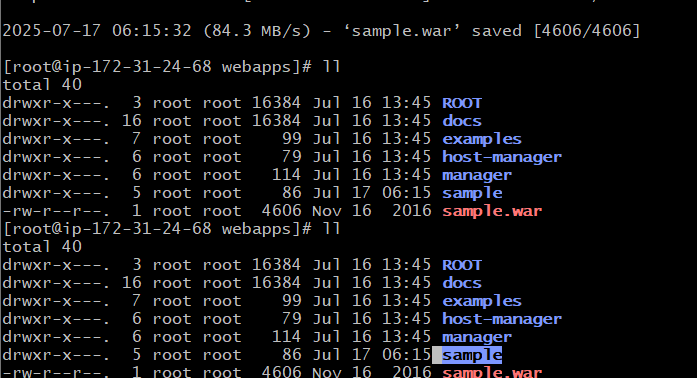 2025-07-17 06:15:32 (84.3 MB/s) - ‘sample.war’ saved [4606/4606]
[root@ip-172-31-24-68 webapps]# ll
total 40
drwxr-x---.  3 root root 16384 Jul 16 13:45 ROOT
drwxr-x---. 16 root root 16384 Jul 16 13:45 docs
drwxr-x---.  7 root root    99 Jul 16 13:45 examples
drwxr-x---.  6 root root    79 Jul 16 13:45 host-manager
drwxr-x---.  6 root root   114 Jul 16 13:45 manager
drwxr-x---.  5 root root    86 Jul 17 06:15 sample
-rw-r--r--.  1 root root  4606 Nov 16  2016 sample.war
[root@ip-172-31-24-68 webapps]# ll
total 40
drwxr-x---.  3 root root 16384 Jul 16 13:45 ROOT
drwxr-x---. 16 root root 16384 Jul 16 13:45 docs
drwxr-x---.  7 root root    99 Jul 16 13:45 examples
drwxr-x---.  6 root root    79 Jul 16 13:45 host-manager
drwxr-x---.  6 root root   114 Jul 16 13:45 manager
drwxr-x---.  5 root root    86 Jul 17 06:15 sample
-rw-r--r--.  1 root root  4606 Nov 16  2016 sample.war